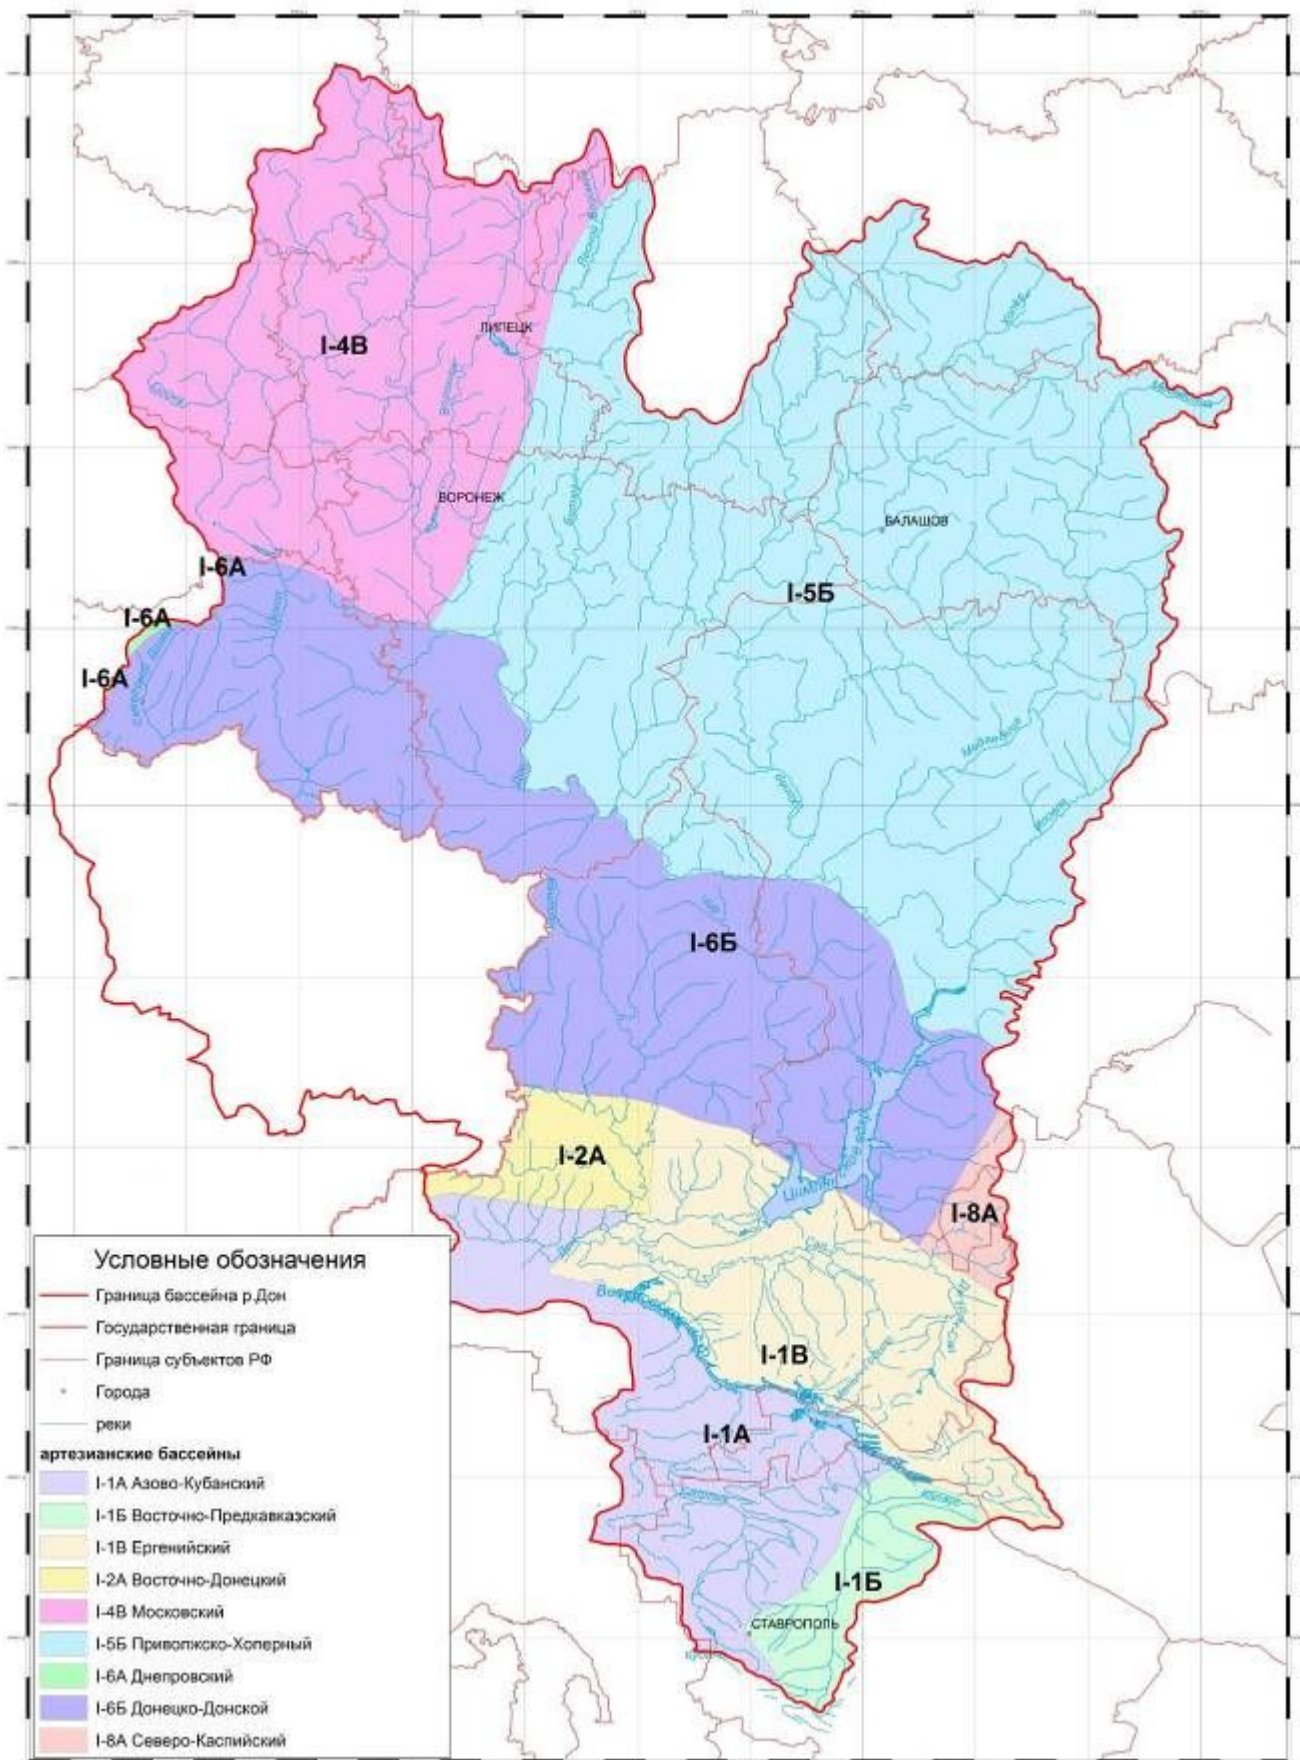 ЛИПЕЦК
I-4В
ВОРОНЕЖ
БАЛАШОВ
I-6А
I-5Б
I-6А
I-6А
Медведица
I-6Б
I-2А
I-8А
Сал
I-1В
I-1А
I-1Б
СТАВРОПОЛЬ
Условные обозначения
Граница бассейна р.Дон
Государственная граница
Граница субъектов РФ
Города
реки
артезианские бассейны
I-1А Азово-Кубанский
I-1Б Восточно-Предкавказский
I-1В Ергенийский
I-2А Восточно-Донецкий
I-4В Московский
I-5Б Приволжско-Хоперный
I-6А Днепровский
I-6Б Донецко-Донской
I-8А Северо-Каспийский